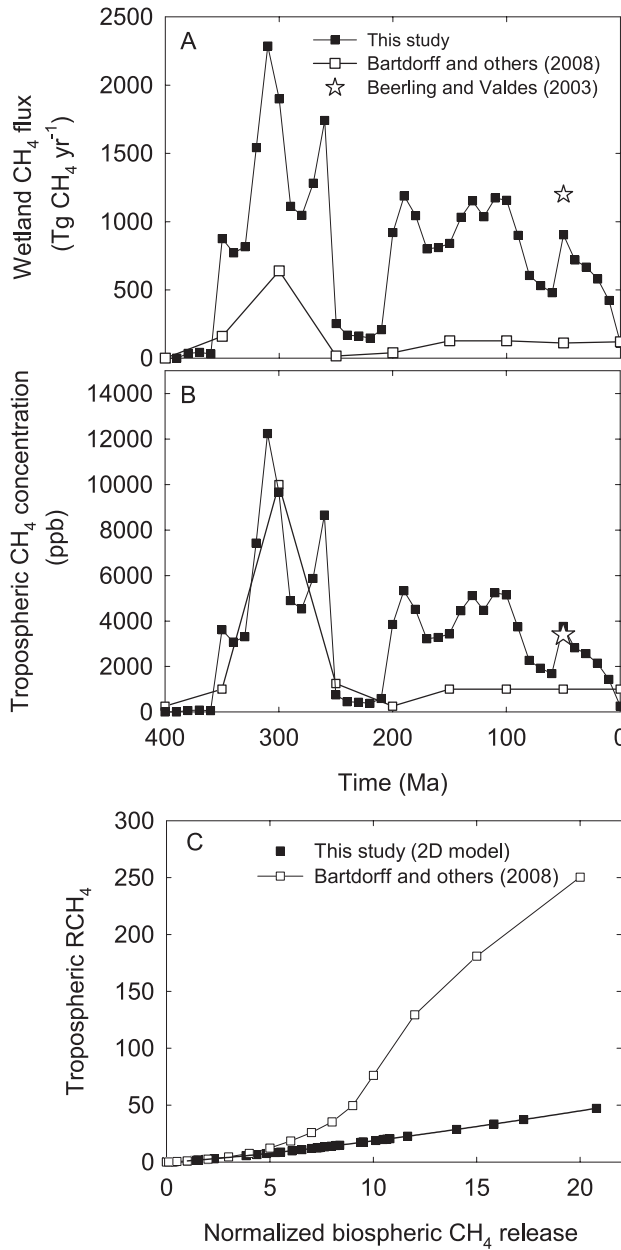 A
This study
Bartdorff and others (2008)
Beerling and Valdes (2003)
Wetland CH₄ flux
(Tg CH₄ yr⁻¹)
2500
2000
1500
1000
500
0
B
Tropospheric CH₄ concentration
(ppb)
14000
12000
10000
8000
6000
4000
2000
0
400 300 200 100 0
Time (Ma)
C
This study (2D model)
Bartdorff and others (2008)
Tropospheric RCH₄
300
250
200
150
100
50
0
0 5 10 15 20
Normalized biospheric CH₄ release